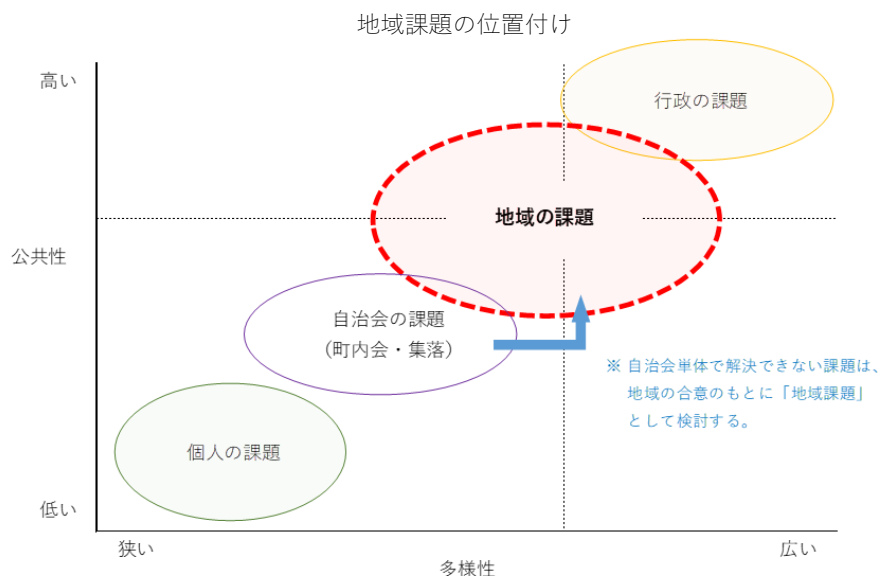 地域課題の位置付け
高い
行政の課題
地域の課題
公共性
自治会の課題
(町内会・集落)
※ 自治会単体で解決できない課題は、
地域の合意のもとに「地域課題」
として検討する。
個人の課題
低い
狭い
広い
多様性